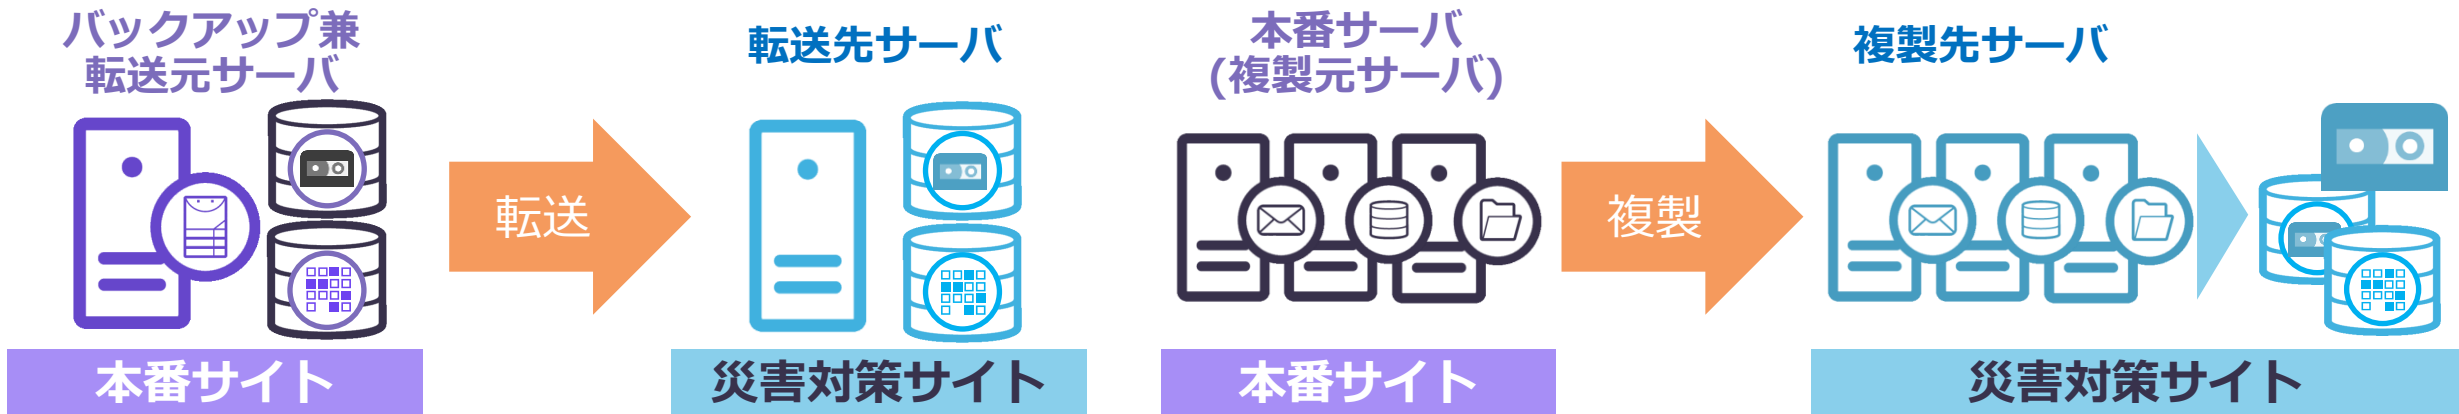 バックアップ兼
転送元サーバ
転送
本番サイト
転送先サーバ
災害対策サイト
本番サーバ
(複製元サーバ)
複製
本番サイト
複製先サーバ
災害対策サイト